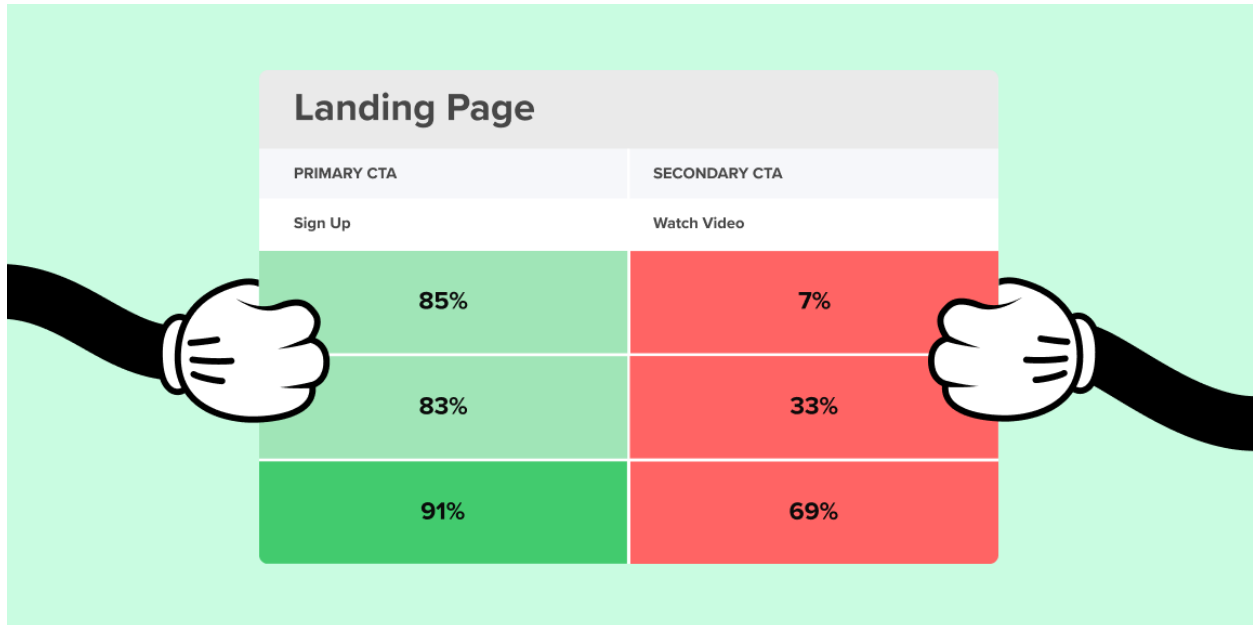 Landing Page
PRIMARY CTA SECONDARY CTA
Sign Up Watch Video
85% 7%
83% 33%
91% 69%